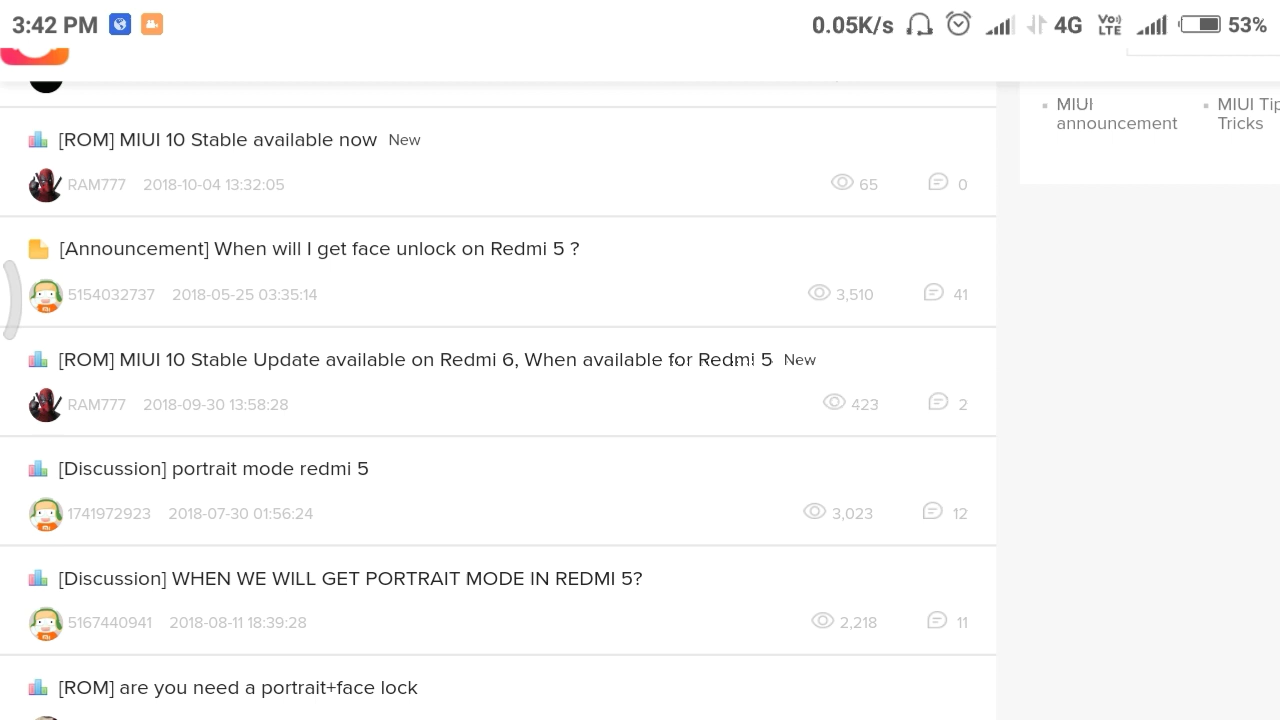 3:42 PM 0.05K/s 4G Vo)) LTE 53%
MIUI announcement
MIUI Tip
Tricks
[ROM] MIUI 10 Stable available now New
RAM777 2018-10-04 13:32:05 65 0
[Announcement] When will I get face unlock on Redmi 5 ?
5154032737 2018-05-25 03:35:14 3,510 41
[ROM] MIUI 10 Stable Update available on Redmi 6, When available for Redmi 5 New
RAM777 2018-09-30 13:58:28 423 2
[Discussion] portrait mode redmi 5
1741972923 2018-07-30 01:56:24 3,023 12
[Discussion] WHEN WE WILL GET PORTRAIT MODE IN REDMI 5?
5167440941 2018-08-11 18:39:28 2,218 11
[ROM] are you need a portrait+face lock